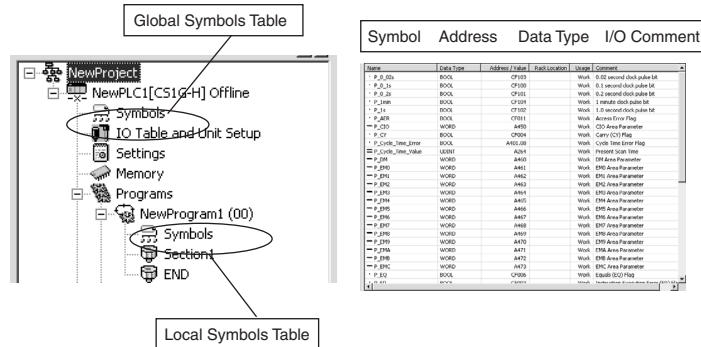 Global Symbols Table
NewProject
NewPLC1[CS1G-H] Offline
Symbols
IO Table and Unit Setup
Settings
Memory
Programs
NewProgram1 (00)
Symbols
Section1
END
Local Symbols Table
Symbol Address Data Type I/O Comment
Name Data Type Address / Value Rack Location Usage Comment
P_0_02s BOOL CF103 Work 0.02 second clock pulse bit
P_0_1s BOOL CF100 Work 0.1 second clock pulse bit
P_0_2s BOOL CF101 Work 0.2 second clock pulse bit
P_1min BOOL CF104 Work 1 minute clock pulse bit
P_1s BOOL CF102 Work 1.0 second clock pulse bit
P_AER BOOL CF011 Work Access Error Flag
P_CIO WORD A450 Work CIO Area Parameter
P_CY BOOL CF004 Work Carry (CY) Flag
P_Cycle_Time_Error BOOL A401.08 Work Cycle Time Error Flag
P_Cycle_Time_Value UDINT A264 Work Present Scan Time
P_DM WORD A460 Work DM Area Parameter
P_EM0 WORD A461 Work EM0 Area Parameter
P_EM1 WORD A462 Work EM1 Area Parameter
P_EM2 WORD A463 Work EM2 Area Parameter
P_EM3 WORD A464 Work EM3 Area Parameter
P_EM4 WORD A465 Work EM4 Area Parameter
P_EM5 WORD A466 Work EM5 Area Parameter
P_EM6 WORD A467 Work EM6 Area Parameter
P_EM7 WORD A468 Work EM7 Area Parameter
P_EM8 WORD A469 Work EM8 Area Parameter
P_EM9 WORD A470 Work EM9 Area Parameter
P_EMA WORD A471 Work EMA Area Parameter
P_EMB WORD A472 Work EMB Area Parameter
P_EMC WORD A473 Work EMC Area Parameter
P_EQ BOOL CF006 Work Equals (EQ) Flag